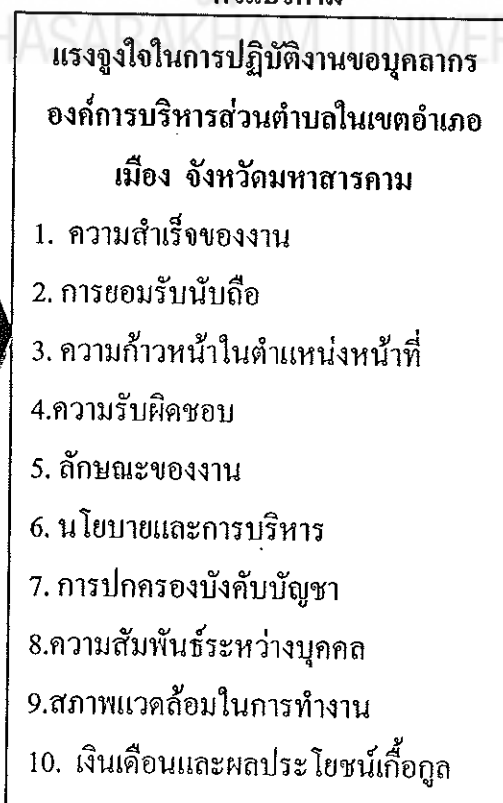 HASARAKHAM UNIVER
แรงจูงใจในการปฏิบัติงานขอบุคลากร
องค์การบริหารส่วนตำบลในเขตอำเภอ
เมือง จังหวัดมหาสารคาม
1. ความสำเร็จของงาน
2. การยอมรับนับถือ
3. ความก้าวหน้าในตำแหน่งหน้าที่
4.ความรับผิดชอบ
5. ลักษณะของงาน
6. นโยบายและการบริหาร
7. การปกครองบังคับบัญชา
8.ความสัมพันธ์ระหว่างบุคคล
9.สภาพแวดล้อมในการทำงาน
10. เงินเดือนและผลประโยชน์เกื้อกูล